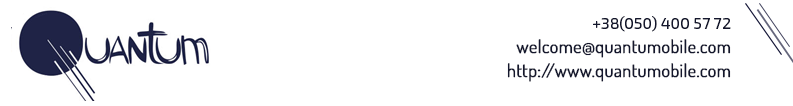 Quantum
+38(050) 400 57 72
welcome@quantumobile.com
http://www.quantumobile.com